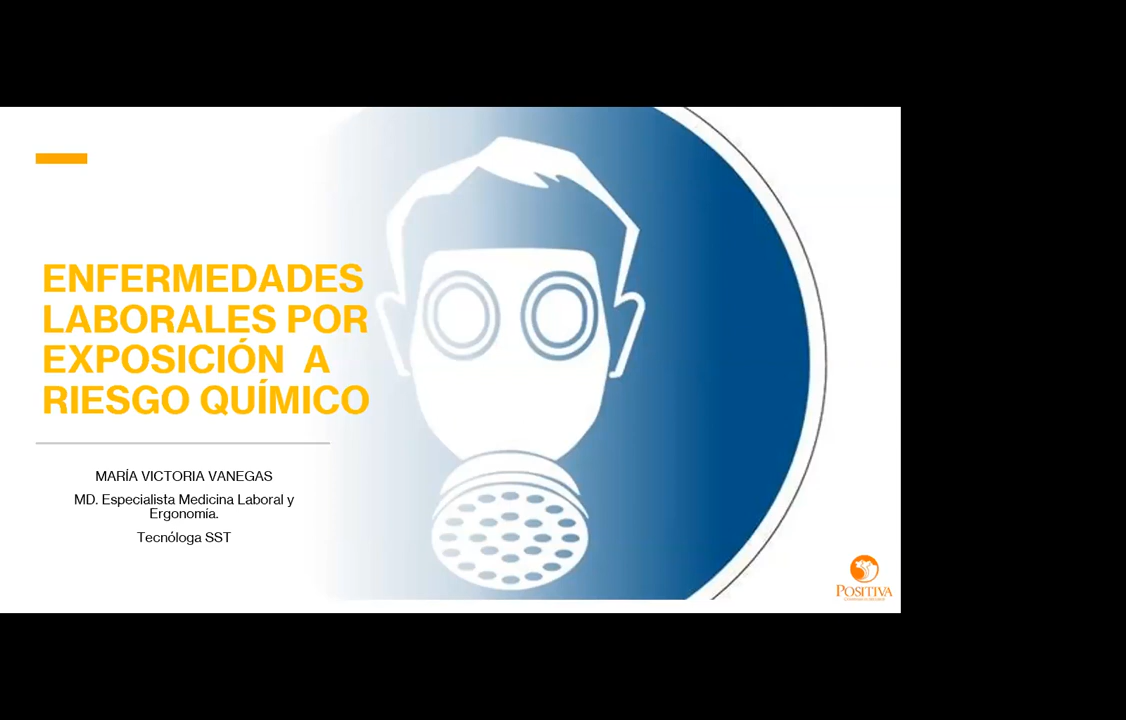 ENFERMEDADES
LABORALES POR
EXPOSICIÓN A
RIESGO QUÍMICO
MARÍA VICTORIA VANEGAS
MD. Especialista Medicina Laboral y
Ergonomía.
Tecnóloga SST
POSITIVA